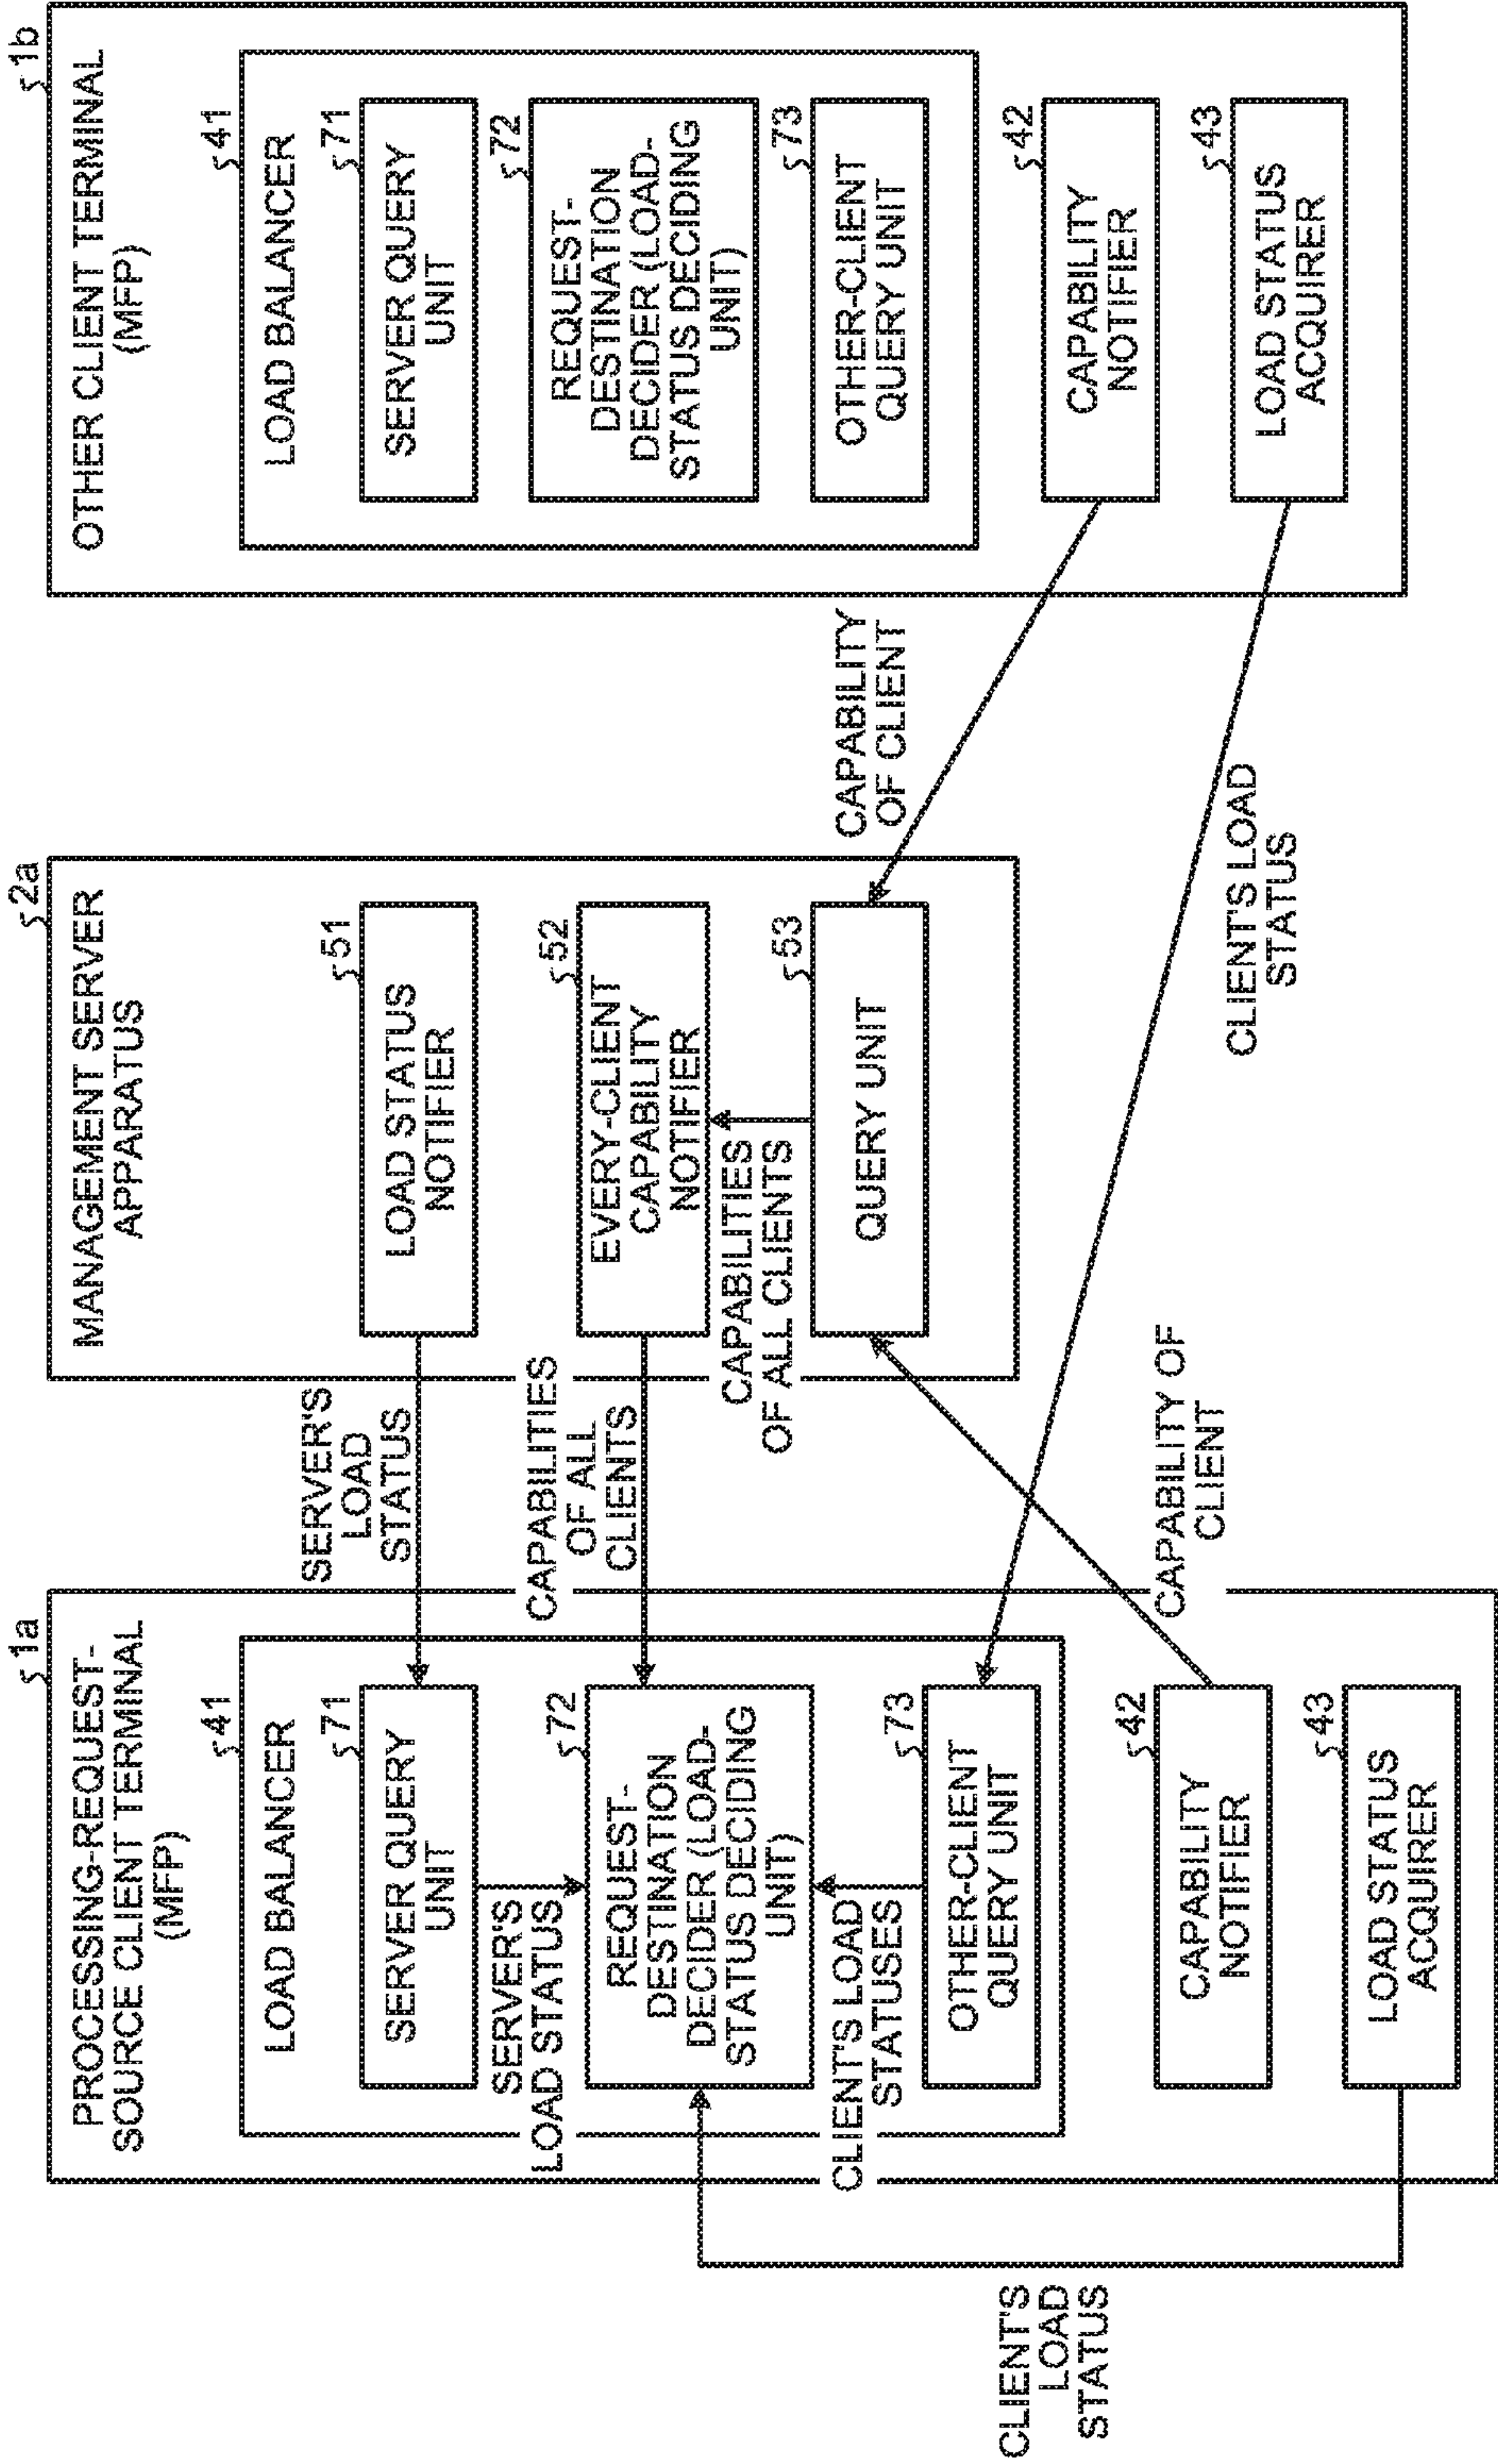 1a
PROCESSING-REQUEST-
SOURCE CLIENT TERMINAL
(MFP)
41
LOAD BALANCER
71
SERVER QUERY
UNIT
SERVER'S
LOAD STATUS
72
REQUEST-
DESTINATION
DECIDER (LOAD-
STATUS DECIDING
UNIT)
CLIENT'S LOAD
STATUSES
73
OTHER-CLIENT
QUERY UNIT
42
CAPABILITY
NOTIFIER
43
LOAD STATUS
ACQUIRER
CLIENT'S
LOAD
STATUS
SERVER'S
LOAD
STATUS
CAPABILITIES
OF ALL
CLIENTS
CAPABILITY OF
CLIENT
2a
MANAGEMENT SERVER
APPARATUS
51
LOAD STATUS
NOTIFIER
52
EVERY-CLIENT
CAPABILITY
NOTIFIER
CAPABILITIES
OF ALL CLIENTS
53
QUERY UNIT
CAPABILITY
OF CLIENT
CLIENT'S LOAD
STATUS
1b
OTHER CLIENT TERMINAL
(MFP)
41
LOAD BALANCER
71
SERVER QUERY
UNIT
72
REQUEST-
DESTINATION
DECIDER (LOAD-
STATUS DECIDING
UNIT)
73
OTHER-CLIENT
QUERY UNIT
42
CAPABILITY
NOTIFIER
43
LOAD STATUS
ACQUIRER